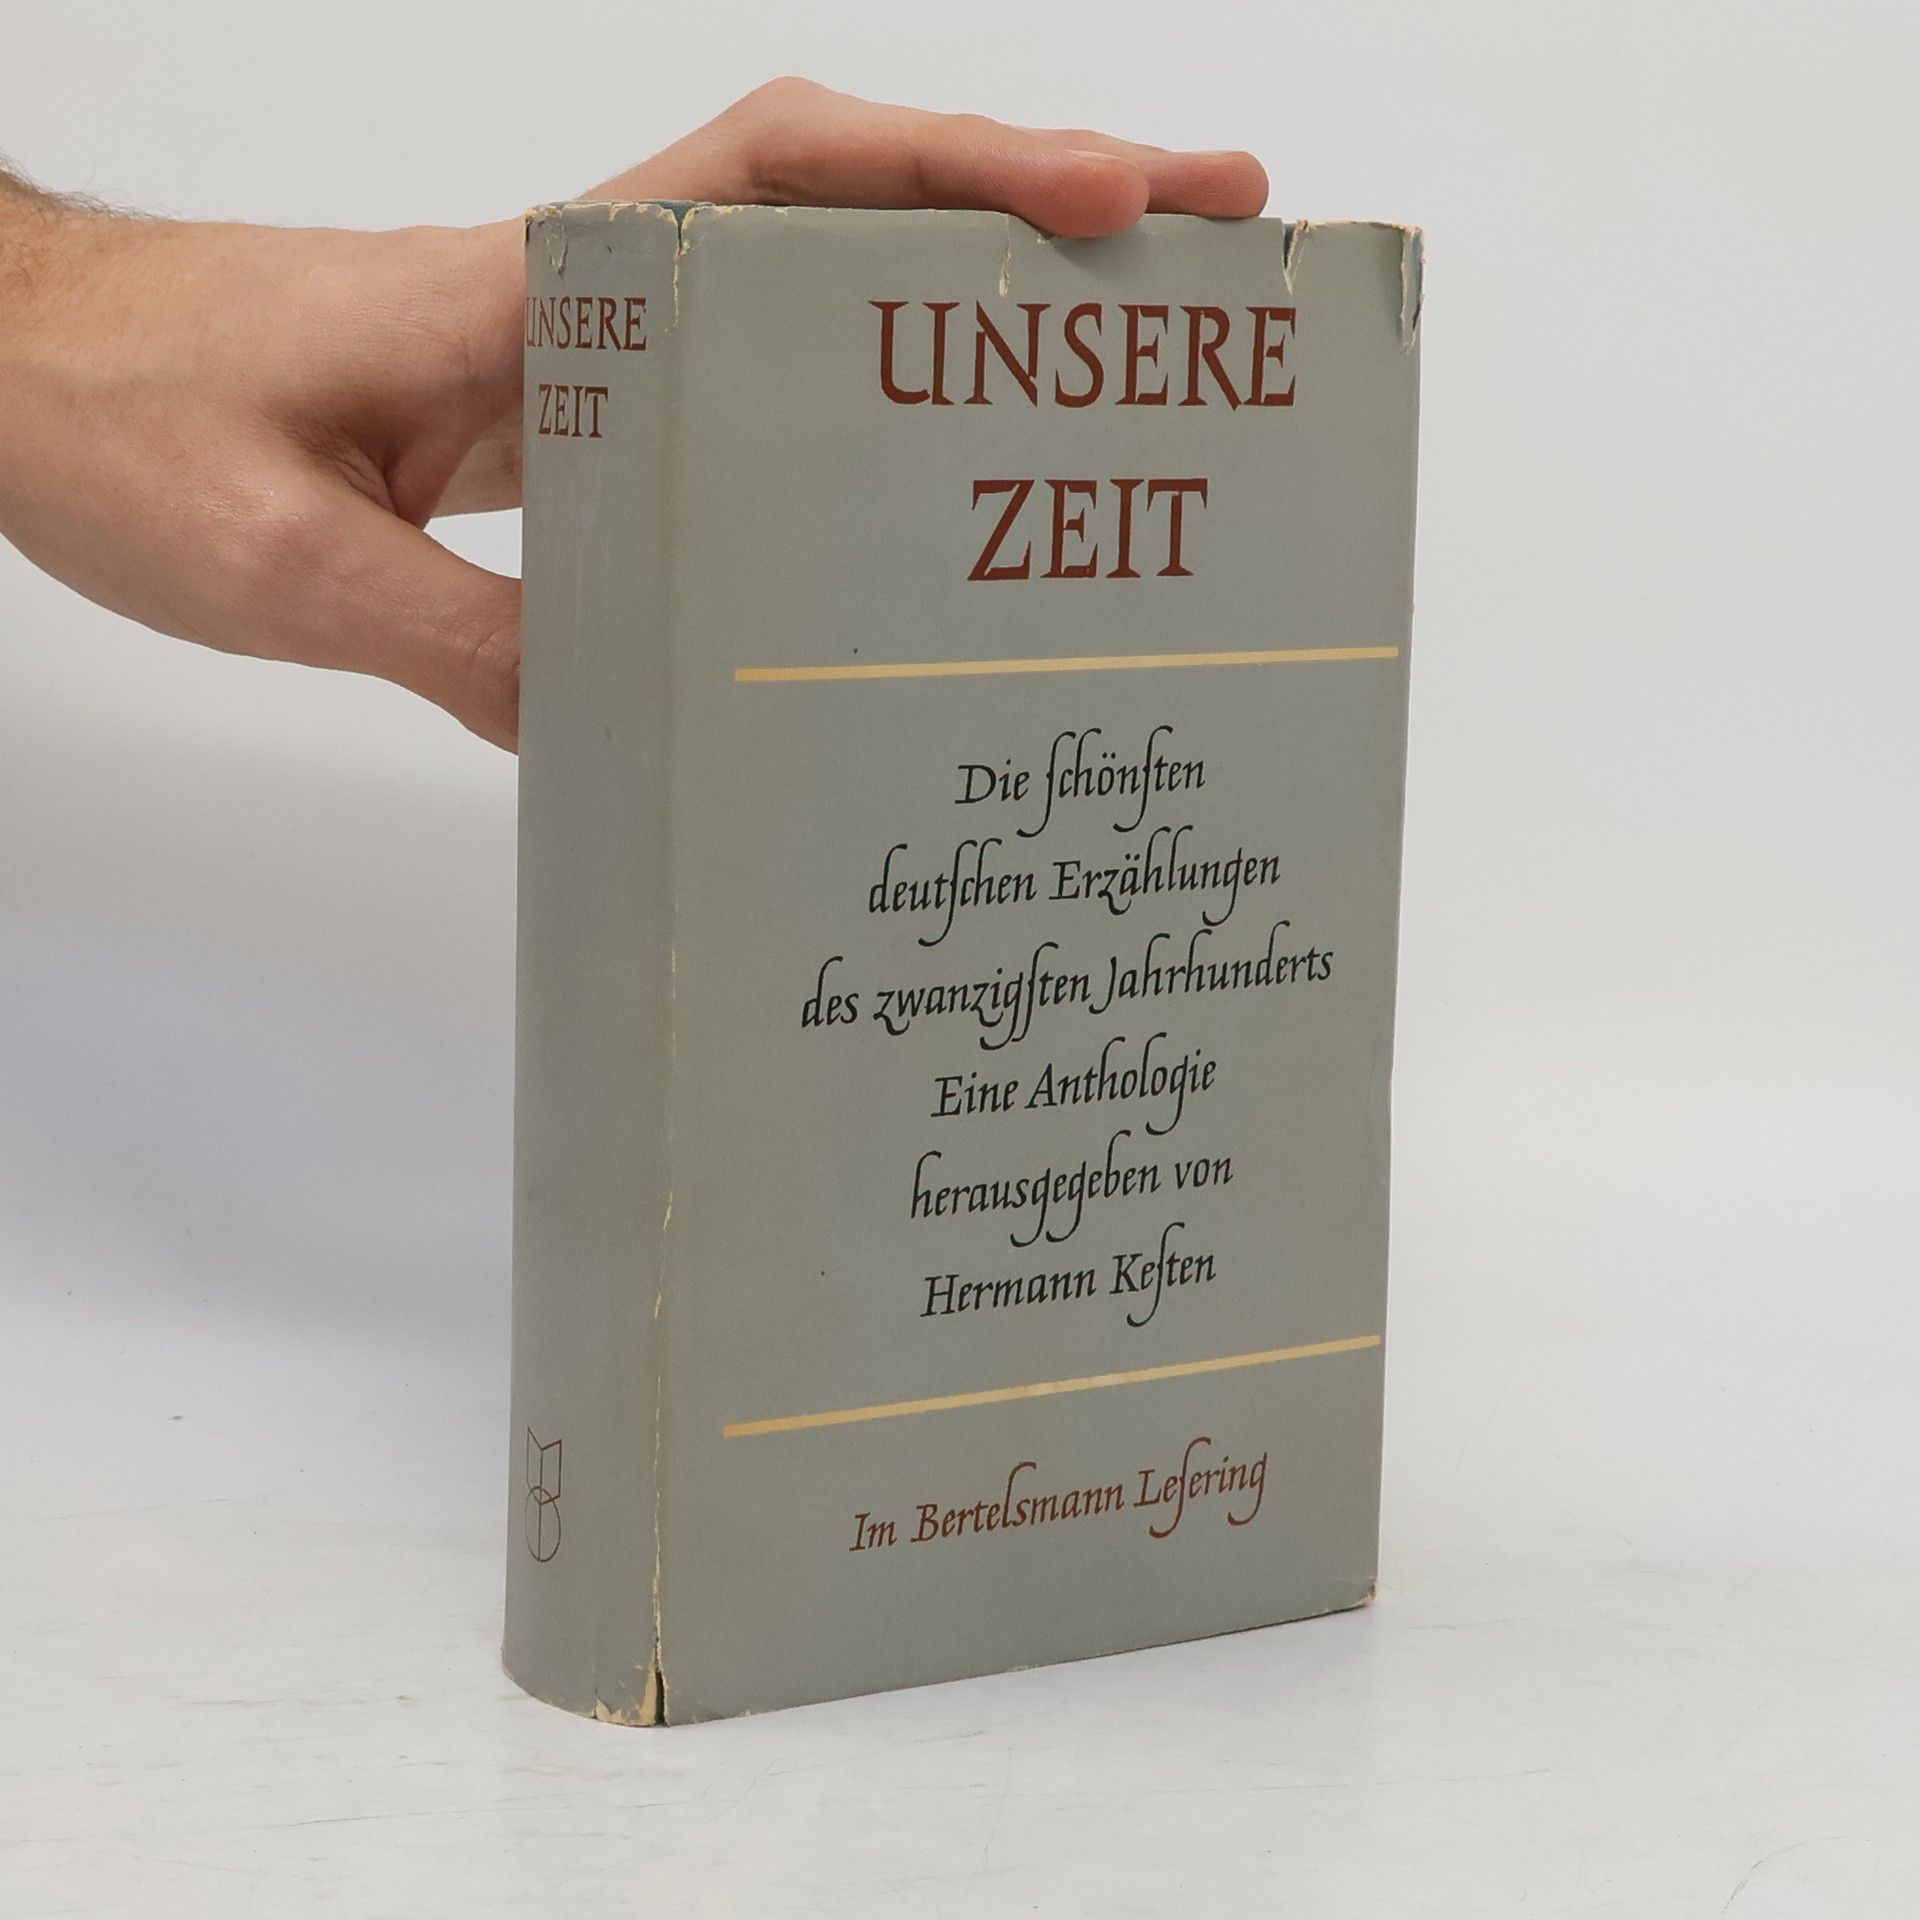 UNSERE
ZEIT
UNSERE
ZEIT
Die ſchönſten
deutſchen Erzählungen
des zwanzigſten Jahrhunderts
Eine Anthologie
herausgegeben von
Hermann Keſten
Im Bertelsmann Leſering